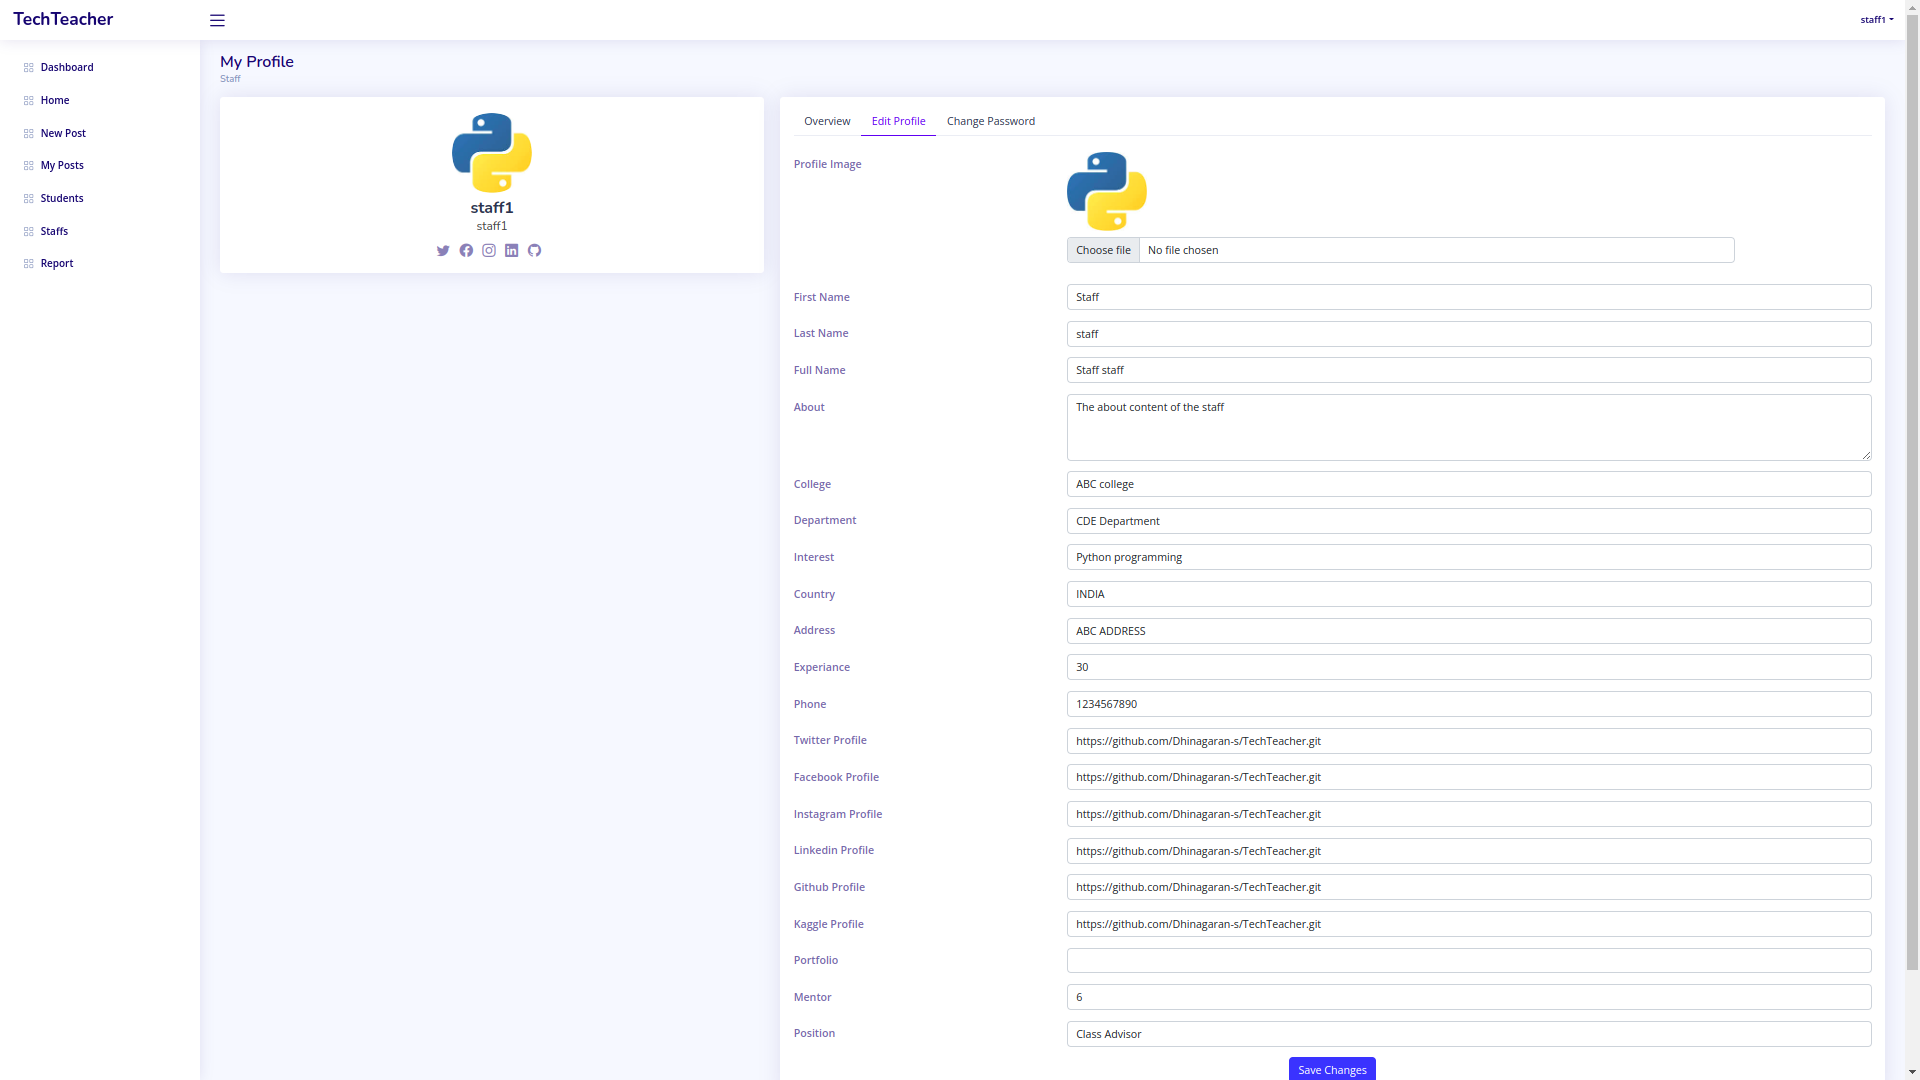 TechTeacher
staff1
Dashboard
Home
New Post
My Posts
Students
Staffs
Report
My Profile
Staff
staff1
staff1
Overview Edit Profile Change Password
Profile Image
Choose file No file chosen
First Name Staff
Last Name staff
Full Name Staff staff
About The about content of the staff
College ABC college
Department CDE Department
Interest Python programming
Country INDIA
Address ABC ADDRESS
Experiance 30
Phone 1234567890
Twitter Profile https://github.com/Dhinagaran-s/TechTeacher.git
Facebook Profile https://github.com/Dhinagaran-s/TechTeacher.git
Instagram Profile https://github.com/Dhinagaran-s/TechTeacher.git
Linkedin Profile https://github.com/Dhinagaran-s/TechTeacher.git
Github Profile https://github.com/Dhinagaran-s/TechTeacher.git
Kaggle Profile https://github.com/Dhinagaran-s/TechTeacher.git
Portfolio
Mentor 6
Position Class Advisor
Save Changes